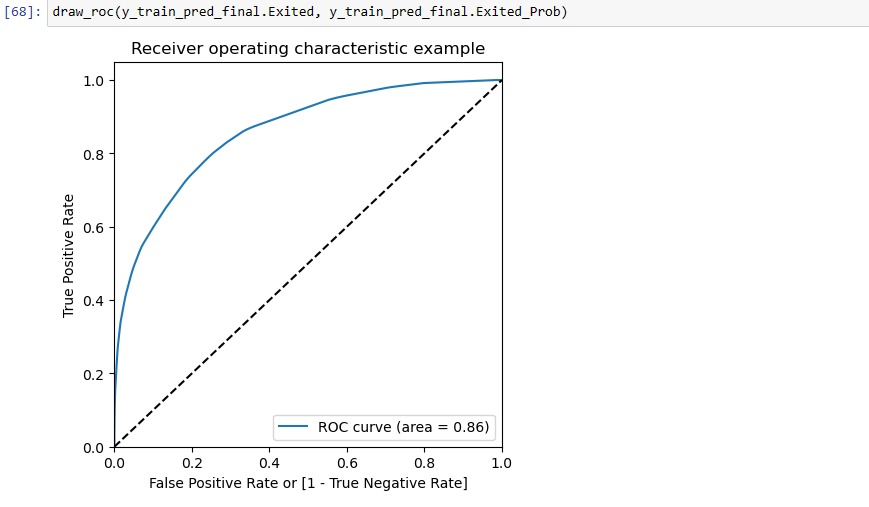 [68]: draw_roc(y_train_pred_final.Exited, y_train_pred_final.Exited_Prob)
Receiver operating characteristic example
1.0
0.8
0.6
0.4
0.2
0.0
True Positive Rate
ROC curve (area = 0.86)
0.0 0.2 0.4 0.6 0.8 1.0
False Positive Rate or [1 - True Negative Rate]